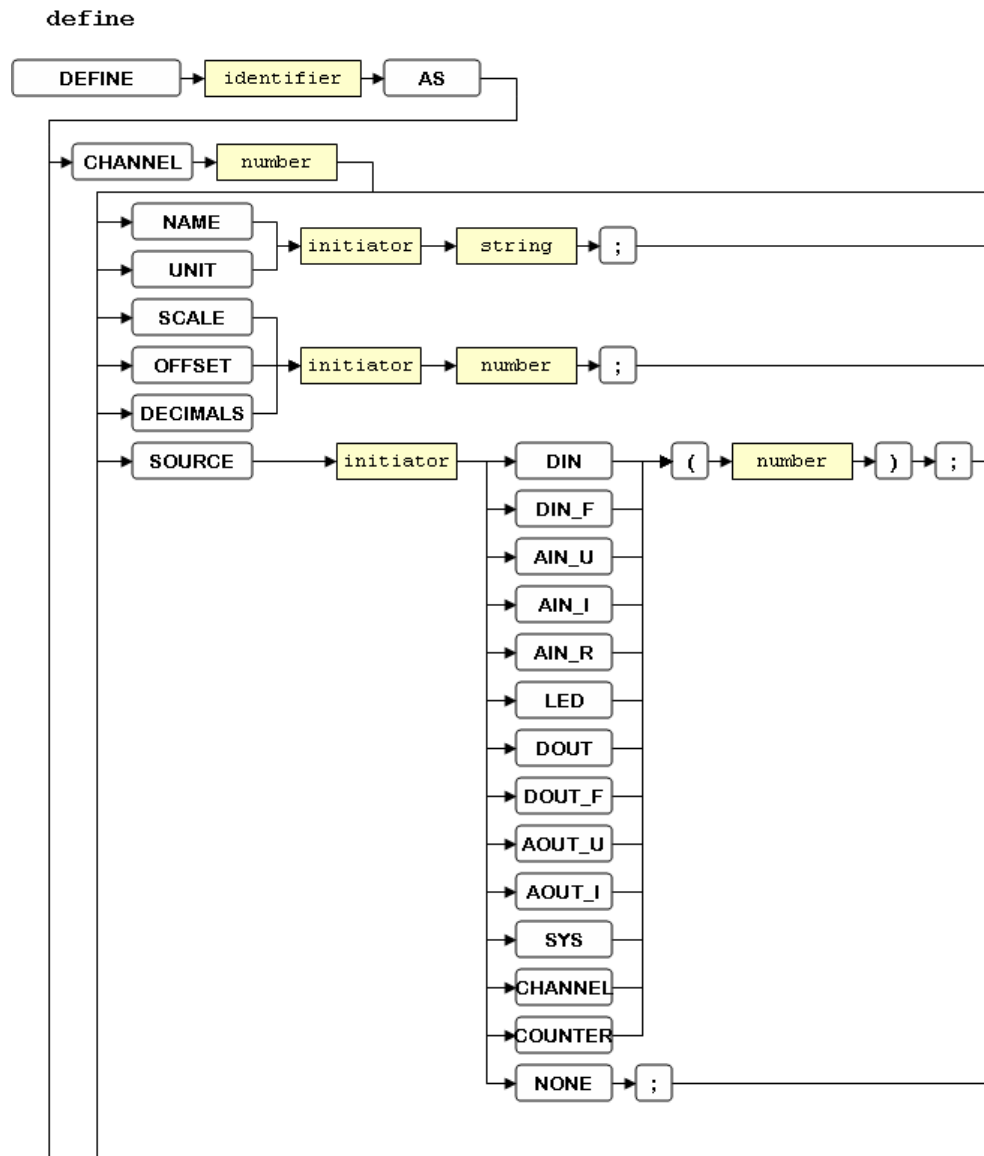 define
DEFINE identifier AS
CHANNEL number
NAME
initiator string ;
UNIT
SCALE
OFFSET initiator number ;
DECIMALS
SOURCE initiator DIN ( number ) ;
DIN_F
AIN_U
AIN_I
AIN_R
LED
DOUT
DOUT_F
AOUT_U
AOUT_I
SYS
CHANNEL
COUNTER
NONE ;